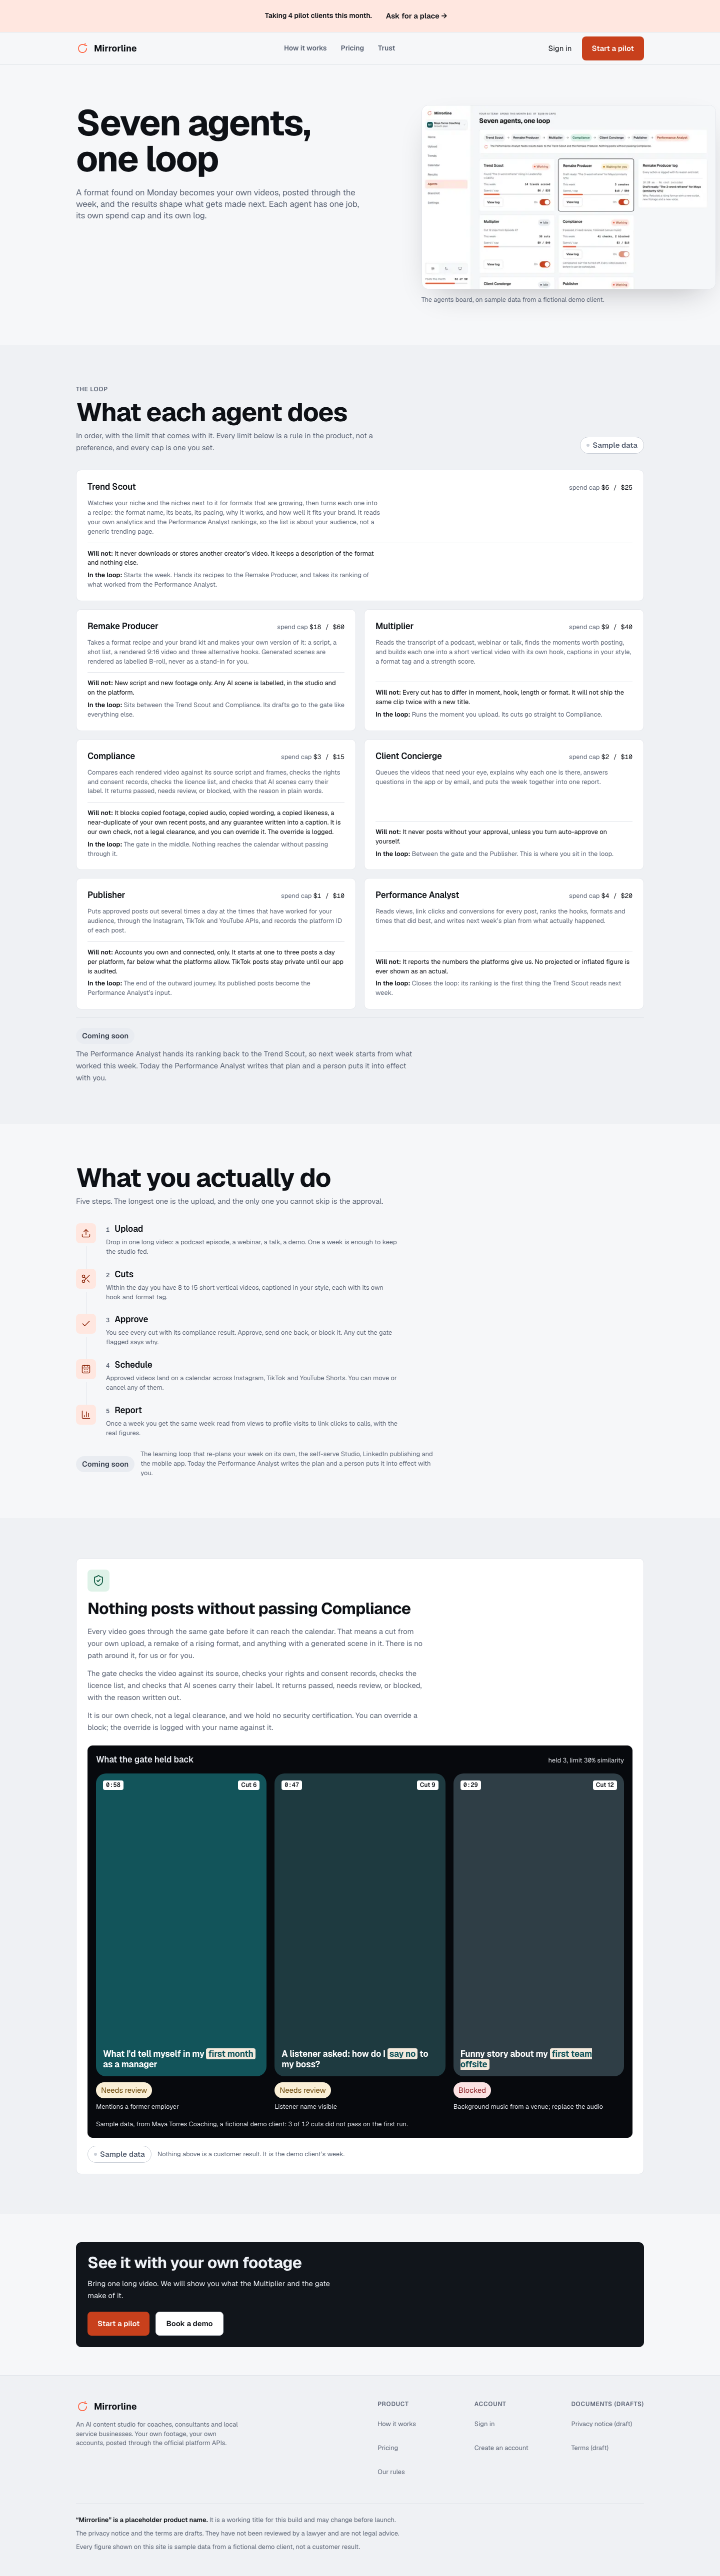 Taking 4 pilot clients this month. Ask for a place →
Mirrorline
How it works Pricing Trust
Sign in Start a pilot
Seven agents,
one loop
A format found on Monday becomes your own videos, posted through the
week, and the results shape what gets made next. Each agent has one job,
its own spend cap and its own log.
Mirrorline
Seven agents, one loop
Trend Scout Remake Producer Multiplier Compliance Client Concierge Publisher Performance Analyst
Agents
Trend Scout
Remake Producer
Remake Producer log
View log
View log
Multiplier
Compliance
View log
View log
Client Concierge
Publisher
The agents board, on sample data from a fictional demo client.
THE LOOP
What each agent does
In order, with the limit that comes with it. Every limit below is a rule in the product, not a
preference, and every cap is one you set.
Sample data
Trend Scout
spend cap $6 / $25
Watches your niche and the niches next to it for formats that are growing, then turns each one into
a recipe: the format name, its beats, its pacing, why it works, and how well it fits your brand. It reads
your own analytics and the Performance Analyst rankings, so the list is about your audience, not a
generic trending page.
Will not: It never downloads or stores another creator's video. It keeps a description of the format
and nothing else.
In the loop: Starts the week. Hands its recipes to the Remake Producer, and takes its ranking of
what worked from the Performance Analyst.
Remake Producer
spend cap $18 / $60
Takes a format recipe and your brand kit and makes your own version of it: a script, a
shot list, a rendered 9:16 video and three alternative hooks. Generated scenes are
rendered as labelled B-roll, never as a stand-in for you.
Will not: New script and new footage only. Any AI scene is labelled, in the studio and
on the platform.
In the loop: Sits between the Trend Scout and Compliance. Its drafts go to the gate like
everything else.
Multiplier
spend cap $9 / $40
Reads the transcript of a podcast, webinar or talk, finds the moments worth posting,
and builds each one into a short vertical video with its own hook, captions in your style,
a format tag and a strength score.
Will not: Every cut has to differ in moment, hook, length or format. It will not ship the
same clip twice with a new title.
In the loop: Runs the moment you upload. Its cuts go straight to Compliance.
Compliance
spend cap $3 / $15
Compares each rendered video against its source script and frames, checks the rights
and consent records, checks the licence list, and checks that AI scenes carry their
label. It returns passed, needs review, or blocked, with the reason in plain words.
Will not: It blocks copied footage, copied audio, copied wording, a copied likeness, a
near-duplicate of your own recent posts, and any guarantee written into a caption. It is
our own check, not a legal clearance, and you can override it. The override is logged.
In the loop: The gate in the middle. Nothing reaches the calendar without passing
through it.
Client Concierge
spend cap $2 / $10
Queues the videos that need your eye, explains why each one is there, answers
questions in the app or by email, and puts the week together into one report.
Will not: It never posts without your approval, unless you turn auto-approve on
yourself.
In the loop: Between the gate and the Publisher. This is where you sit in the loop.
Publisher
spend cap $1 / $10
Puts approved posts out several times a day at the times that have worked for your
audience, through the Instagram, TikTok and YouTube APIs, and records the platform ID
of each post.
Will not: Accounts you own and connected, only. It starts at one to three posts a day
per platform, far below what the platforms allow. TikTok posts stay private until our app
is audited.
In the loop: The end of the outward journey. Its published posts become the
Performance Analyst's input.
Performance Analyst
spend cap $4 / $20
Reads views, link clicks and conversions for every post, ranks the hooks, formats and
times that did best, and writes next week's plan from what actually happened.
Will not: It reports the numbers the platforms give us. No projected or inflated figure is
ever shown as an actual.
In the loop: Closes the loop: its ranking is the first thing the Trend Scout reads next
week.
Coming soon
The Performance Analyst hands its ranking back to the Trend Scout, so next week starts from what
worked this week. Today the Performance Analyst writes that plan and a person puts it into effect
with you.
What you actually do
Five steps. The longest one is the upload, and the only one you cannot skip is the approval.
1 Upload
Drop in one long video: a podcast episode, a webinar, a talk, a demo. One a week is enough to keep
the studio fed.
2 Cuts
Within the day you have 8 to 15 short vertical videos, captioned in your style, each with its own
hook and format tag.
3 Approve
You see every cut with its compliance result. Approve, send one back, or block it. Any cut the gate
flagged says why.
4 Schedule
Approved videos land on a calendar across Instagram, TikTok and YouTube Shorts. You can move or
cancel any of them.
5 Report
Once a week you get the same week read from views to profile visits to link clicks to calls, with the
real figures.
Coming soon
The learning loop that re-plans your week on its own, the self-serve Studio, LinkedIn publishing and
the mobile app. Today the Performance Analyst writes the plan and a person puts it into effect with
you.
Nothing posts without passing Compliance
Every video goes through the same gate before it can reach the calendar. That means a cut from
your own upload, a remake of a rising format, and anything with a generated scene in it. There is no
path around it, for us or for you.
The gate checks the video against its source, checks your rights and consent records, checks the
licence list, and checks that AI scenes carry their label. It returns passed, needs review, or blocked,
with the reason written out.
It is our own check, not a legal clearance, and we hold no security certification. You can override a
block; the override is logged with your name against it.
What the gate held back
held 3, limit 30% similarity
0:58 Cut 6
What I'd tell myself in my first month
as a manager
Needs review
Mentions a former employer
0:47 Cut 9
A listener asked: how do I say no to
my boss?
Needs review
Listener name visible
0:29 Cut 12
Funny story about my first team
offsite
Blocked
Background music from a venue; replace the audio
Sample data, from Maya Torres Coaching, a fictional demo client: 3 of 12 cuts did not pass on the first run.
Sample data
Nothing above is a customer result. It is the demo client's week.
See it with your own footage
Bring one long video. We will show you what the Multiplier and the gate
make of it.
Start a pilot Book a demo
Mirrorline
An AI content studio for coaches, consultants and local
service businesses. Your own footage, your own
accounts, posted through the official platform APIs.
PRODUCT
How it works
Pricing
Our rules
ACCOUNT
Sign in
Create an account
DOCUMENTS (DRAFTS)
Privacy notice (draft)
Terms (draft)
"Mirrorline" is a placeholder product name. It is a working title for this build and may change before launch.
The privacy notice and the terms are drafts. They have not been reviewed by a lawyer and are not legal advice.
Every figure shown on this site is sample data from a fictional demo client, not a customer result.